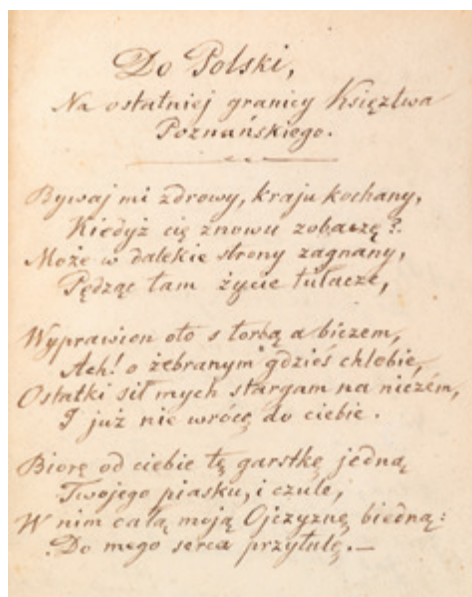 Do Polski,
Na ostatniej granicy Księztwa
Poznańskiego.
Bywaj mi zdrowy, kraju kochany,
Kiedyż cię znowu zobaczę?
Może w dalekie strony zagnany,
Pędząc tam życie tułacze,
Wyprawion oto s torbą a biczem,
Ach! o żebranym gdzieś chlebie,
Ostatki sił mych stargam na niczém,
I już nie wrócę do ciebie.
Biorę od ciebie tę garstkę jedną
Twojego piasku, i czule,
W nim całą moją Ojczyznę biedną:
Do mego serca przytulę.—